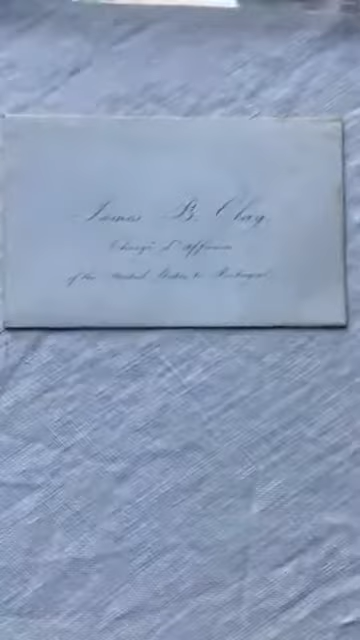 James B. Clay,
Chargé d'Affaires
of the United States to Portugal